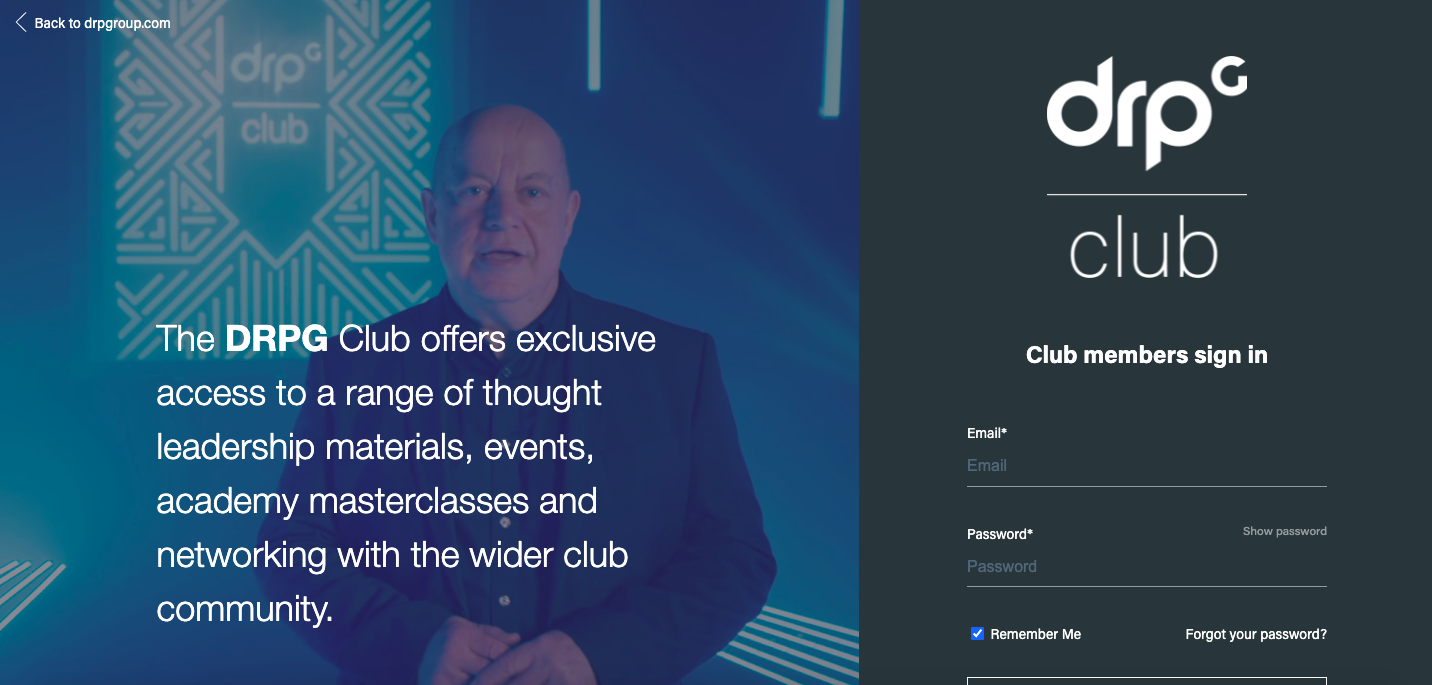 Back to drpgroup.com
drpG
club
The DRPG Club offers exclusive
access to a range of thought
leadership materials, events,
academy masterclasses and
networking with the wider club
community.
drpG
club
Club members sign in
Email*
Email
Password*
Show password
Password
Remember Me
Forgot your password?